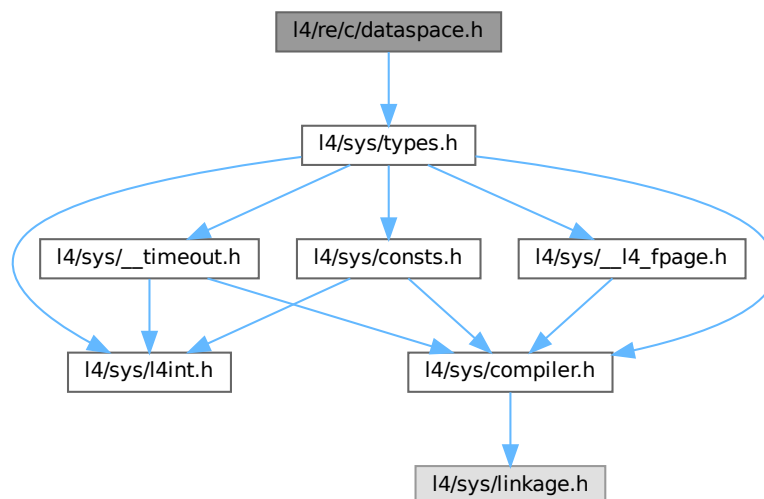 l4/re/c/dataspace.h
l4/sys/types.h
l4/sys/__timeout.h
l4/sys/consts.h
l4/sys/__l4_fpage.h
l4/sys/l4int.h
l4/sys/compiler.h
l4/sys/linkage.h